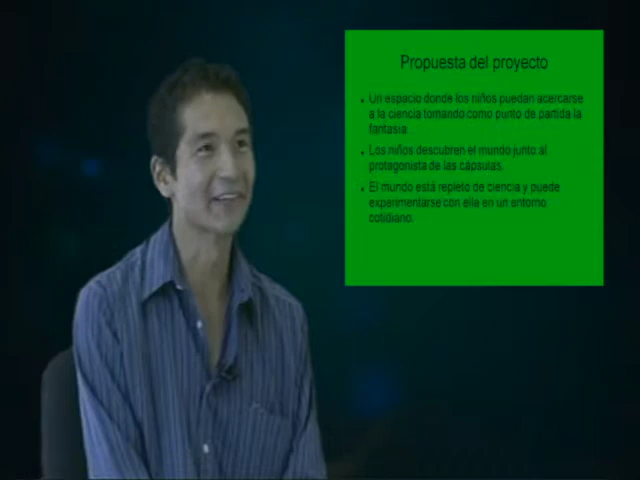 Propuesta del proyecto
• Un espacio donde los niños puedan acercarse
a la ciencia tomando como punto de partida la
fantasía.
• Los niños descubren el mundo junto al
protagonista de las cápsulas.
• El mundo está repleto de ciencia y puede
experimentarse con ella en un entorno
cotidiano.